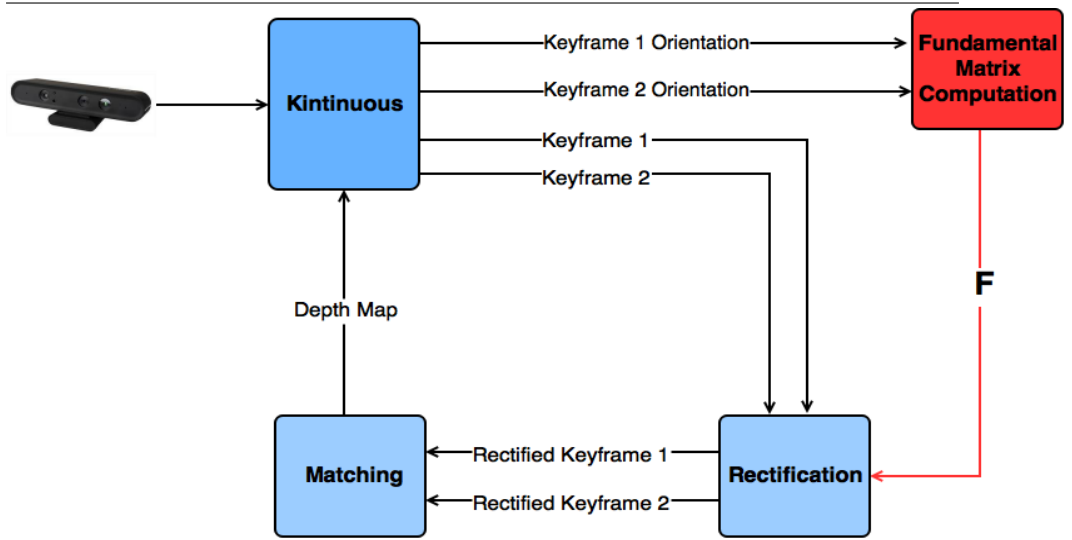 Keyframe 1 Orientation
Fundamental
Matrix
Computation
Kintinuous
Keyframe 2 Orientation
Keyframe 1
Keyframe 2
F
Depth Map
Rectified Keyframe 1
Matching
Rectification
Rectified Keyframe 2